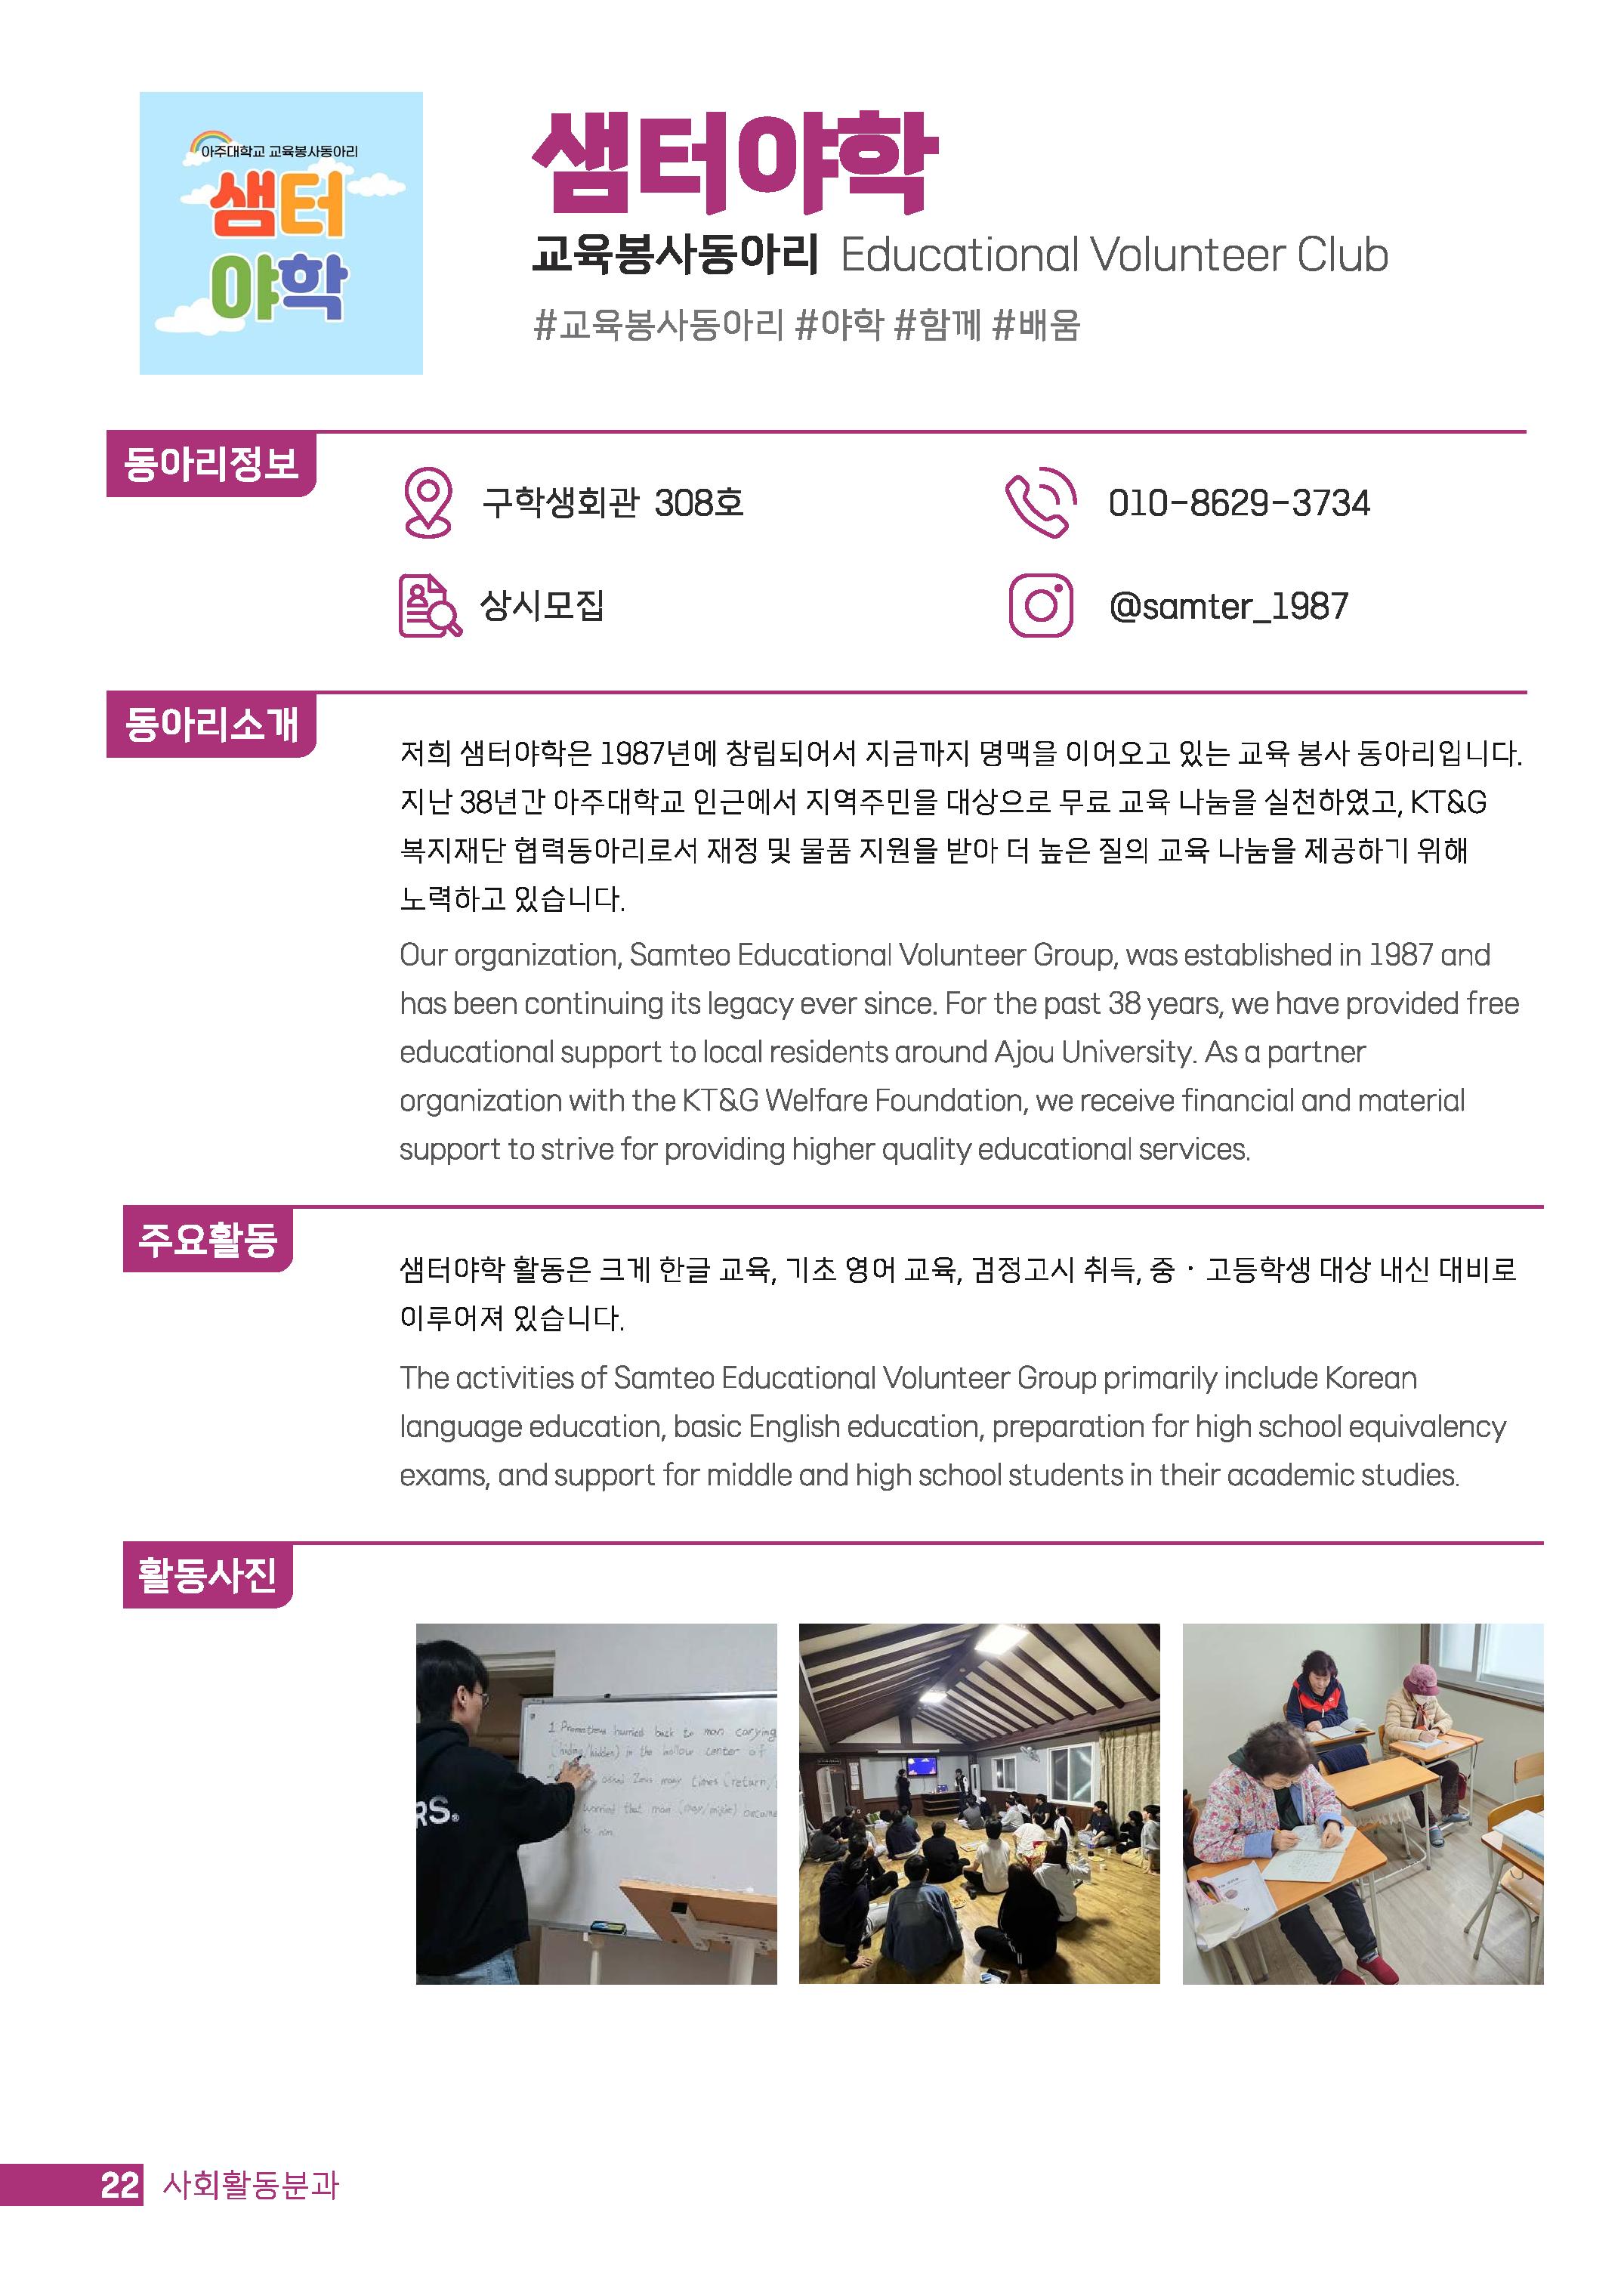 아주대학교 교육봉사동아리
샘터
야학
샘터야학
교육봉사동아리 Educational Volunteer Club
#교육봉사동아리 #야학 #함께 #배움
동아리정보
구학생회관 308호
010-8629-3734
상시모집
@samter_1987
동아리소개
저희 샘터야학은 1987년에 창립되어서 지금까지 명맥을 이어오고 있는 교육 봉사 동아리입니다.
지난 38년간 아주대학교 인근에서 지역주민을 대상으로 무료 교육 나눔을 실천하였고, KT&G
복지재단 협력동아리로서 재정 및 물품 지원을 받아 더 높은 질의 교육 나눔을 제공하기 위해
노력하고 있습니다.
Our organization, Samteo Educational Volunteer Group, was established in 1987 and
has been continuing its legacy ever since. For the past 38 years, we have provided free
educational support to local residents around Ajou University. As a partner
organization with the KT&G Welfare Foundation, we receive financial and material
support to strive for providing higher quality educational services.
주요활동
샘터야학 활동은 크게 한글 교육, 기초 영어 교육, 검정고시 취득, 중 · 고등학생 대상 내신 대비로
이루어져 있습니다.
The activities of Samteo Educational Volunteer Group primarily include Korean
language education, basic English education, preparation for high school equivalency
exams, and support for middle and high school students in their academic studies.
활동사진
1. Prometheus hurried back to man carying
(hiding/hidden) in the hollow center of
Zeus many times (return/
worried that man (may/might) became
RS.
22 사회활동분과